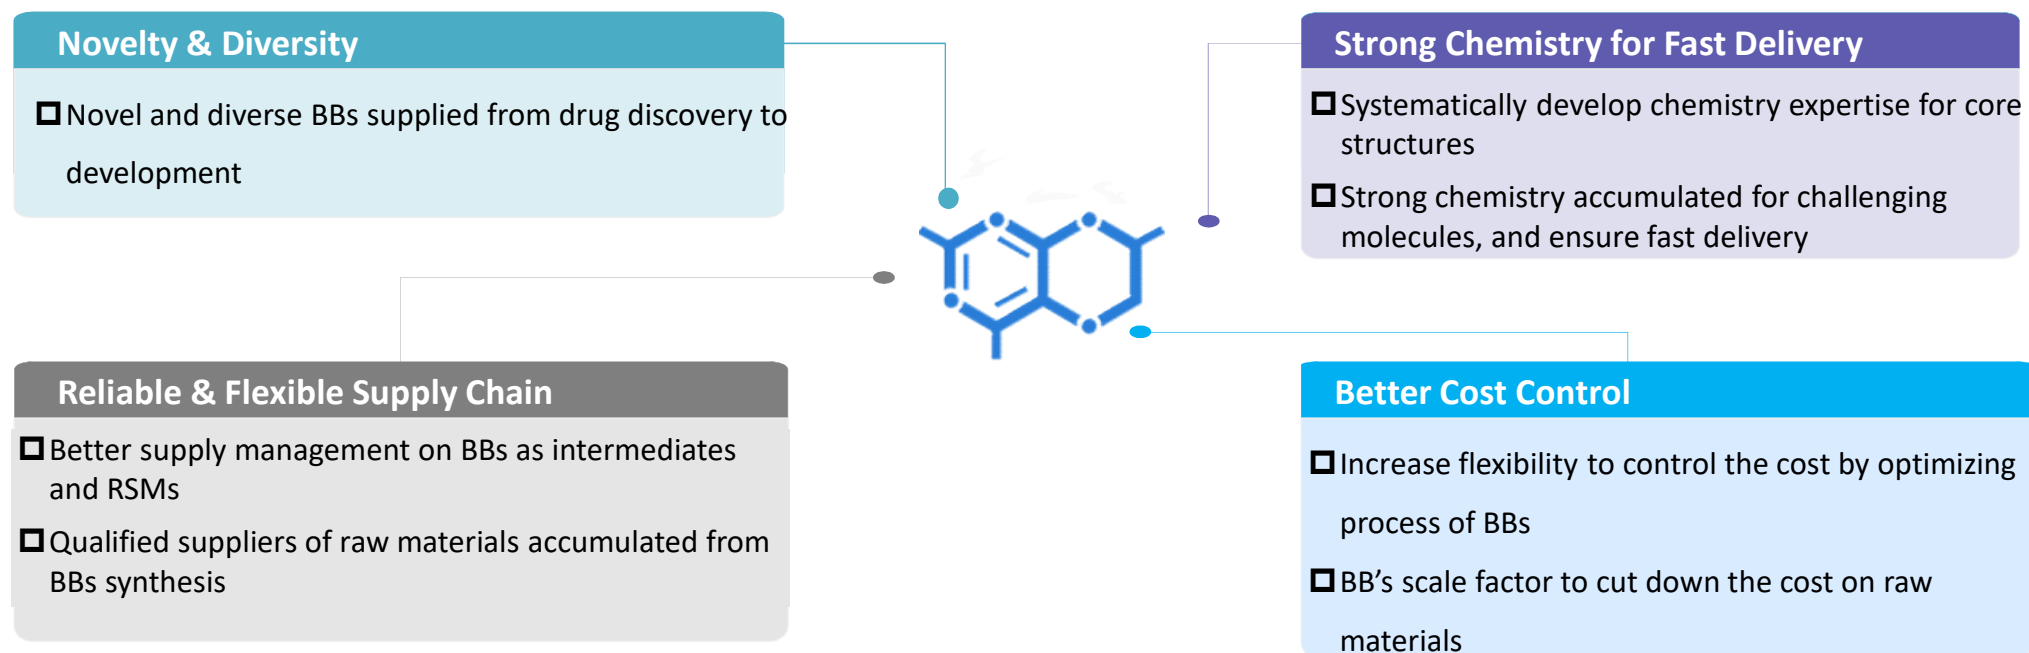 Novelty & Diversity
Novel and diverse BBs supplied from drug discovery to
development
Strong Chemistry for Fast Delivery
Systematically develop chemistry expertise for core
structures
Strong chemistry accumulated for challenging
molecules, and ensure fast delivery
Reliable & Flexible Supply Chain
Better supply management on BBs as intermediates
and RSMs
Qualified suppliers of raw materials accumulated from
BBs synthesis
Better Cost Control
Increase flexibility to control the cost by optimizing
process of BBs
BB’s scale factor to cut down the cost on raw
materials